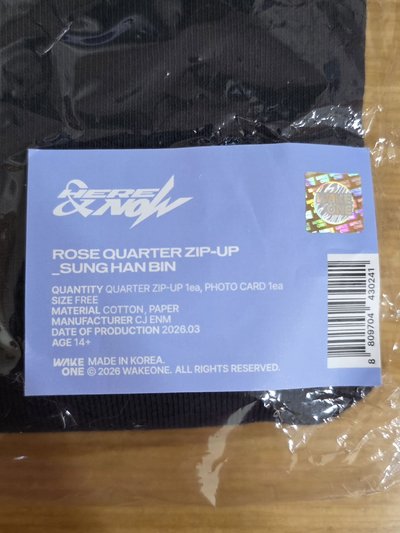 HERE
& NOW
ROSE QUARTER ZIP-UP
_SUNG HAN BIN
QUANTITY QUARTER ZIP-UP 1ea, PHOTO CARD 1ea
SIZE FREE
MATERIAL COTTON, PAPER
MANUFACTURER CJ ENM
DATE OF PRODUCTION 2026.03
AGE 14+
WAKE MADE IN KOREA.
ONE © 2026 WAKEONE. ALL RIGHTS RESERVED.
8 809704 430241